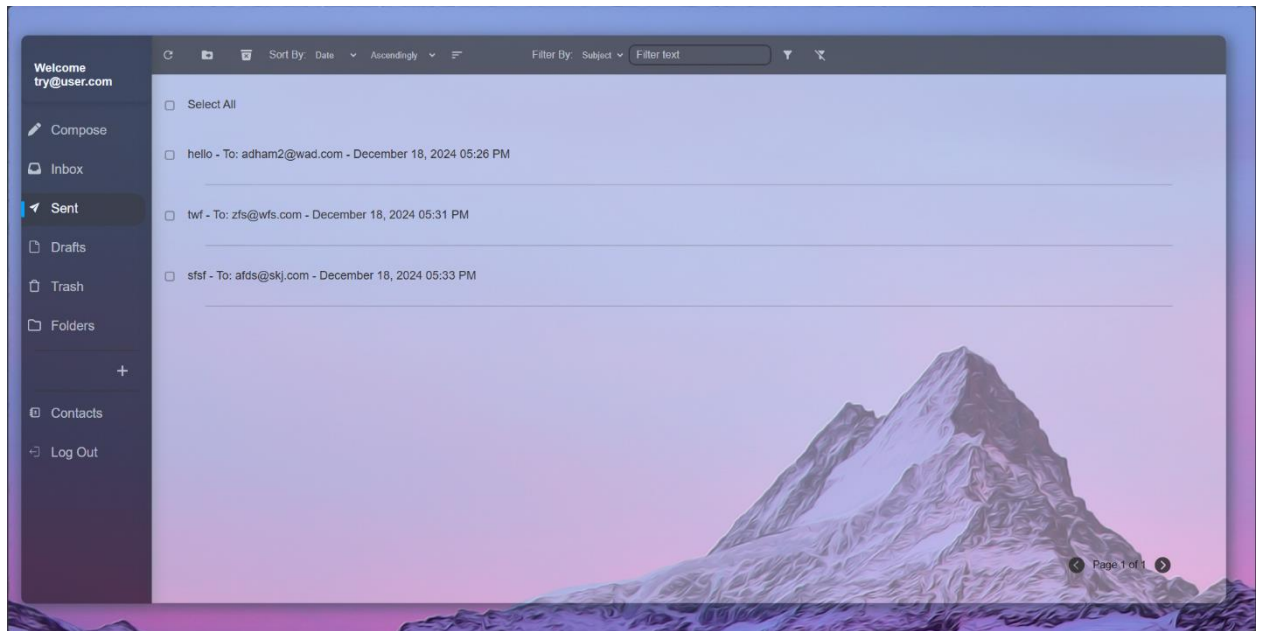 Welcome
try@user.com
Compose
Inbox
Sent
Drafts
Trash
Folders
+
Contacts
Log Out
Sort By: Date Ascendingly Filter By: Subject Filter text
Select All
hello - To: adham2@wad.com - December 18, 2024 05:26 PM
twf - To: zfs@wfs.com - December 18, 2024 05:31 PM
sfsf - To: afds@skj.com - December 18, 2024 05:33 PM
Page 1 of 1